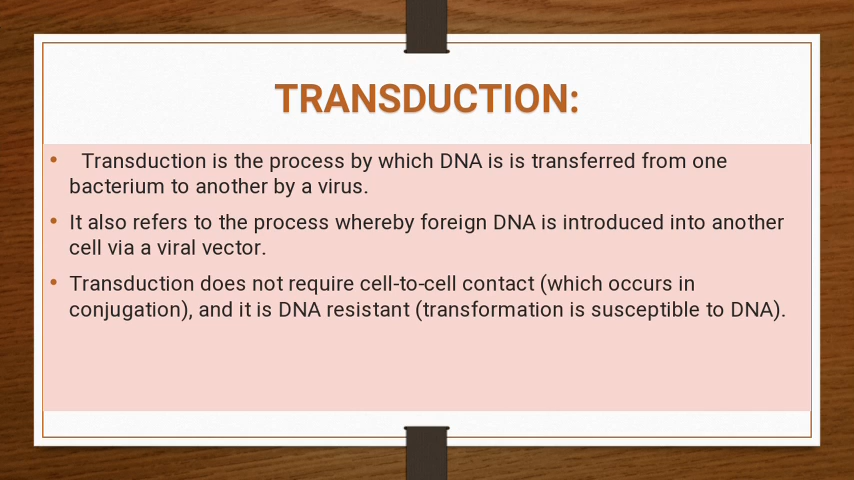 TRANSDUCTION:
• Transduction is the process by which DNA is is transferred from one
bacterium to another by a virus.
• It also refers to the process whereby foreign DNA is introduced into another
cell via a viral vector.
• Transduction does not require cell-to-cell contact (which occurs in
conjugation), and it is DNA resistant (transformation is susceptible to DNA).